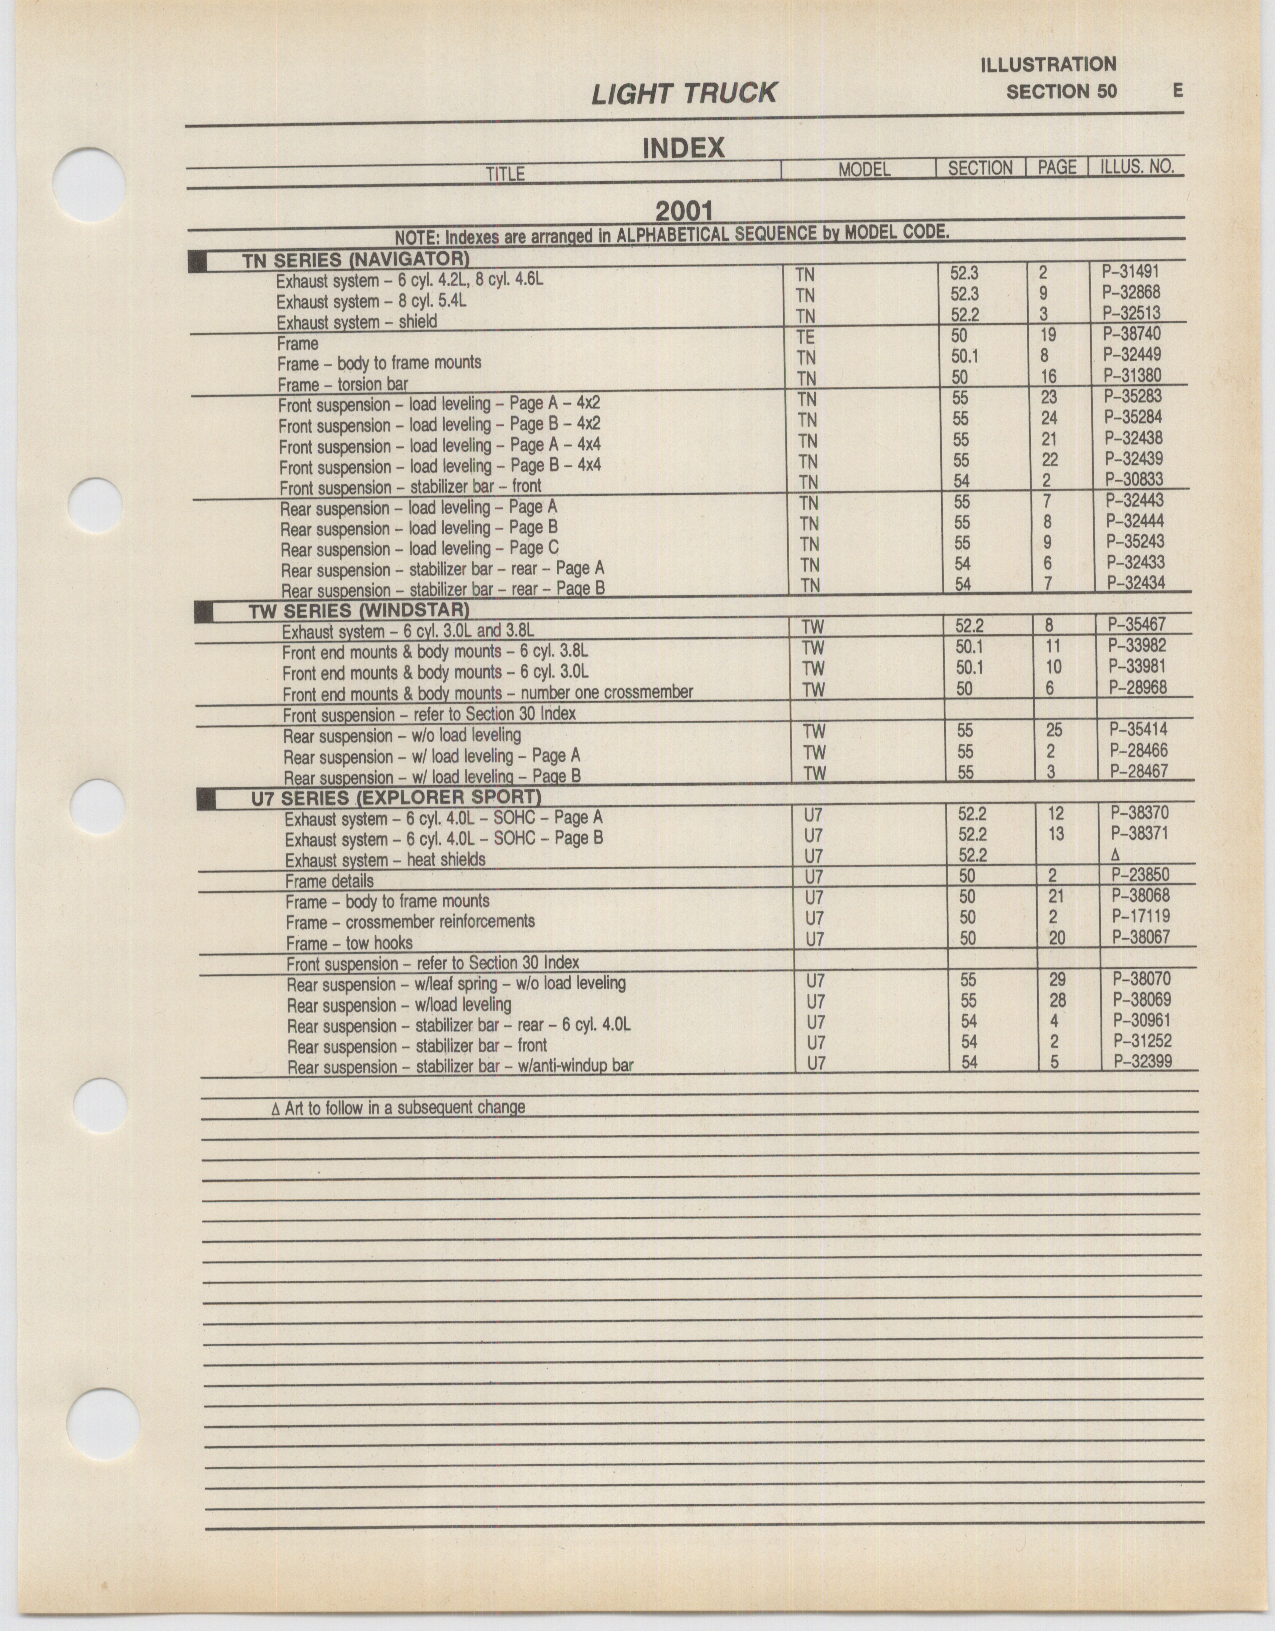 ILLUSTRATION
LIGHT TRUCK SECTION 50 E
INDEX
TITLE MODEL SECTION PAGE ILLUS. NO.
2001
NOTE: Indexes are arranged in ALPHABETICAL SEQUENCE by MODEL CODE.
TN SERIES (NAVIGATOR)
Exhaust system – 6 cyl. 4.2L, 8 cyl. 4.6L TN 52.3 2 P–31491
Exhaust system – 8 cyl. 5.4L TN 52.3 9 P–32868
Exhaust system – shield TN 52.2 3 P–32513
Frame TE 50 19 P–38740
Frame – body to frame mounts TN 50.1 8 P–32449
Frame – torsion bar TN 50 16 P–31380
Front suspension – load leveling – Page A – 4x2 TN 55 23 P–35283
Front suspension – load leveling – Page B – 4x2 TN 55 24 P–35284
Front suspension – load leveling – Page A – 4x4 TN 55 21 P–32438
Front suspension – load leveling – Page B – 4x4 TN 55 22 P–32439
Front suspension – stabilizer bar – front TN 54 2 P–30833
Rear suspension – load leveling – Page A TN 55 7 P–32443
Rear suspension – load leveling – Page B TN 55 8 P–32444
Rear suspension – load leveling – Page C TN 55 9 P–35243
Rear suspension – stabilizer bar – rear – Page A TN 54 6 P–32433
Rear suspension – stabilizer bar – rear – Page B TN 54 7 P–32434
TW SERIES (WINDSTAR)
Exhaust system – 6 cyl. 3.0L and 3.8L TW 52.2 8 P–35467
Front end mounts & body mounts – 6 cyl. 3.8L TW 50.1 11 P–33982
Front end mounts & body mounts – 6 cyl. 3.0L TW 50.1 10 P–33981
Front end mounts & body mounts – number one crossmember TW 50 6 P–28968
Front suspension – refer to Section 30 Index
Rear suspension – w/o load leveling TW 55 25 P–35414
Rear suspension – w/ load leveling – Page A TW 55 2 P–28466
Rear suspension – w/ load leveling – Page B TW 55 3 P–28467
U7 SERIES (EXPLORER SPORT)
Exhaust system – 6 cyl. 4.0L – SOHC – Page A U7 52.2 12 P–38370
Exhaust system – 6 cyl. 4.0L – SOHC – Page B U7 52.2 13 P–38371
Exhaust system – heat shields U7 52.2 Δ
Frame details U7 50 2 P–23850
Frame – body to frame mounts U7 50 21 P–38068
Frame – crossmember reinforcements U7 50 2 P–17119
Frame – tow hooks U7 50 20 P–38067
Front suspension – refer to Section 30 Index
Rear suspension – w/leaf spring – w/o load leveling U7 55 29 P–38070
Rear suspension – w/load leveling U7 55 28 P–38069
Rear suspension – stabilizer bar – rear – 6 cyl. 4.0L U7 54 4 P–30961
Rear suspension – stabilizer bar – front U7 54 2 P–31252
Rear suspension – stabilizer bar – w/anti-windup bar U7 54 5 P–32399
Δ Art to follow in a subsequent change